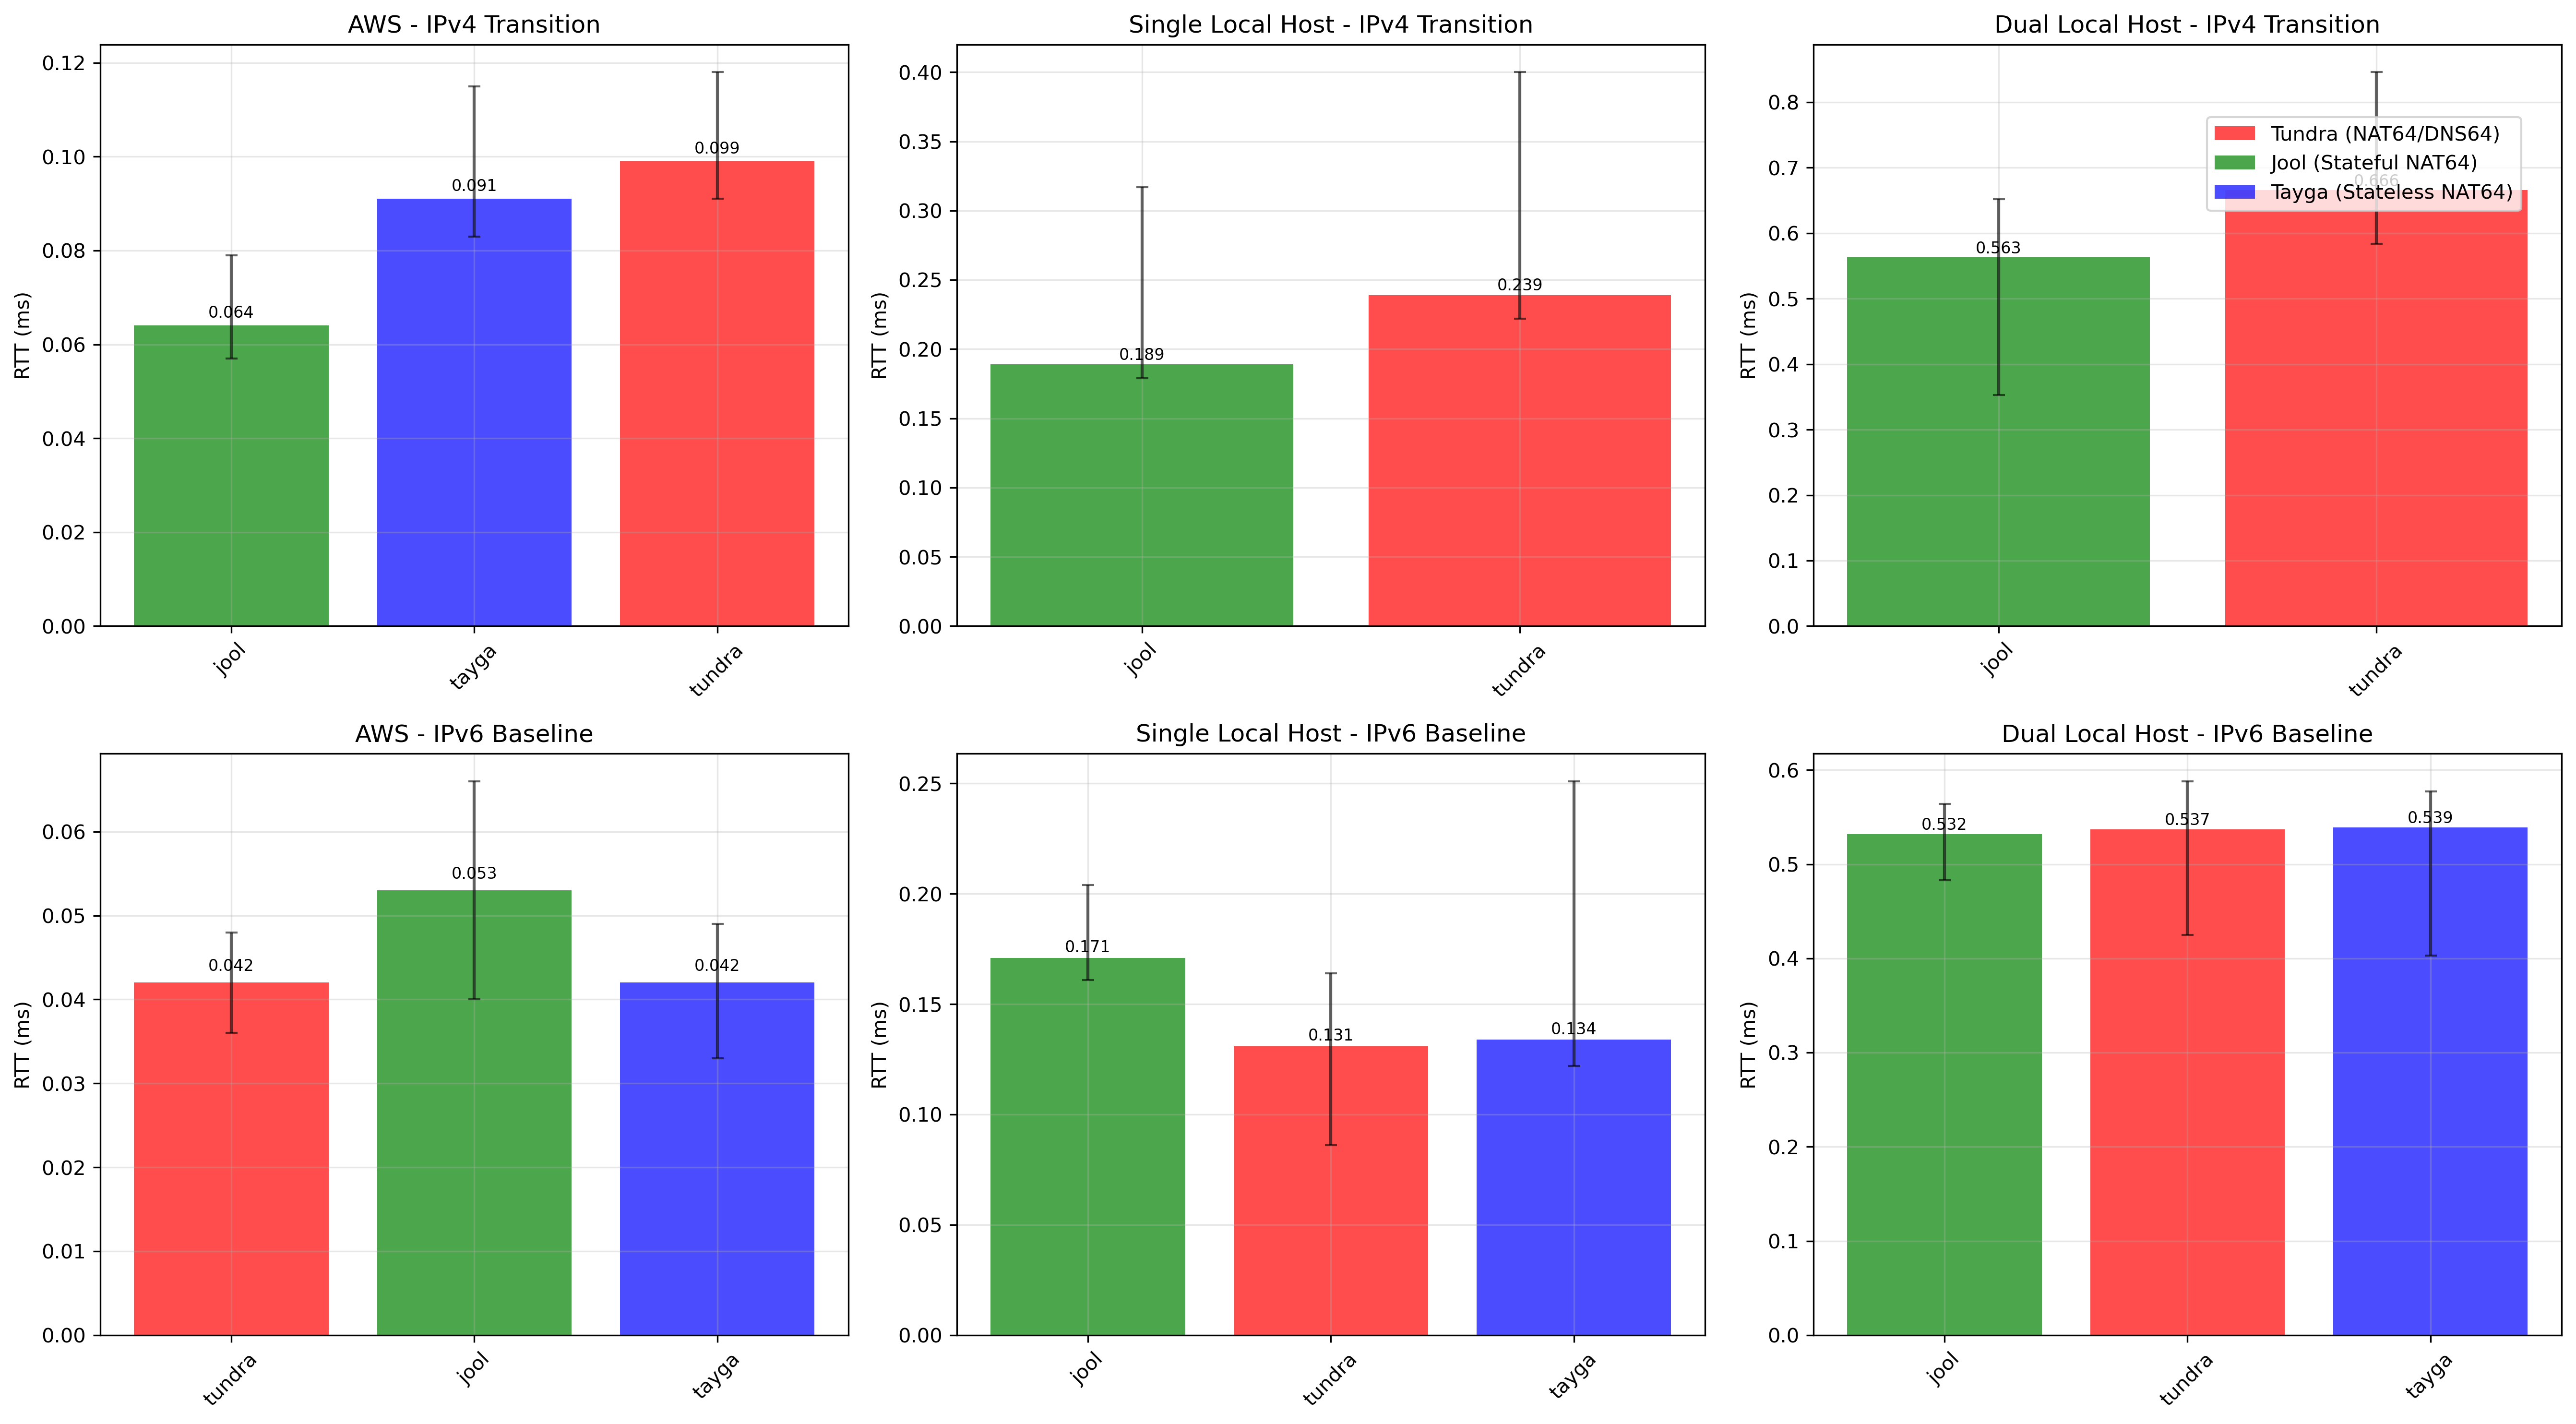 AWS - IPv4 Transition
RTT (ms)
0.12
0.10
0.08
0.06
0.04
0.02
0.00
0.064
0.091
0.099
jool
tayga
tundra
Single Local Host - IPv4 Transition
RTT (ms)
0.40
0.35
0.30
0.25
0.20
0.15
0.10
0.05
0.00
0.189
0.239
jool
tundra
Dual Local Host - IPv4 Transition
RTT (ms)
0.8
0.7
0.6
0.5
0.4
0.3
0.2
0.1
0.0
0.563
0.666
Tundra (NAT64/DNS64)
Jool (Stateful NAT64)
Tayga (Stateless NAT64)
jool
tundra
AWS - IPv6 Baseline
RTT (ms)
0.06
0.05
0.04
0.03
0.02
0.01
0.00
0.042
0.053
0.042
tundra
jool
tayga
Single Local Host - IPv6 Baseline
RTT (ms)
0.25
0.20
0.15
0.10
0.05
0.00
0.171
0.131
0.134
jool
tundra
tayga
Dual Local Host - IPv6 Baseline
RTT (ms)
0.6
0.5
0.4
0.3
0.2
0.1
0.0
0.532
0.537
0.539
jool
tundra
tayga